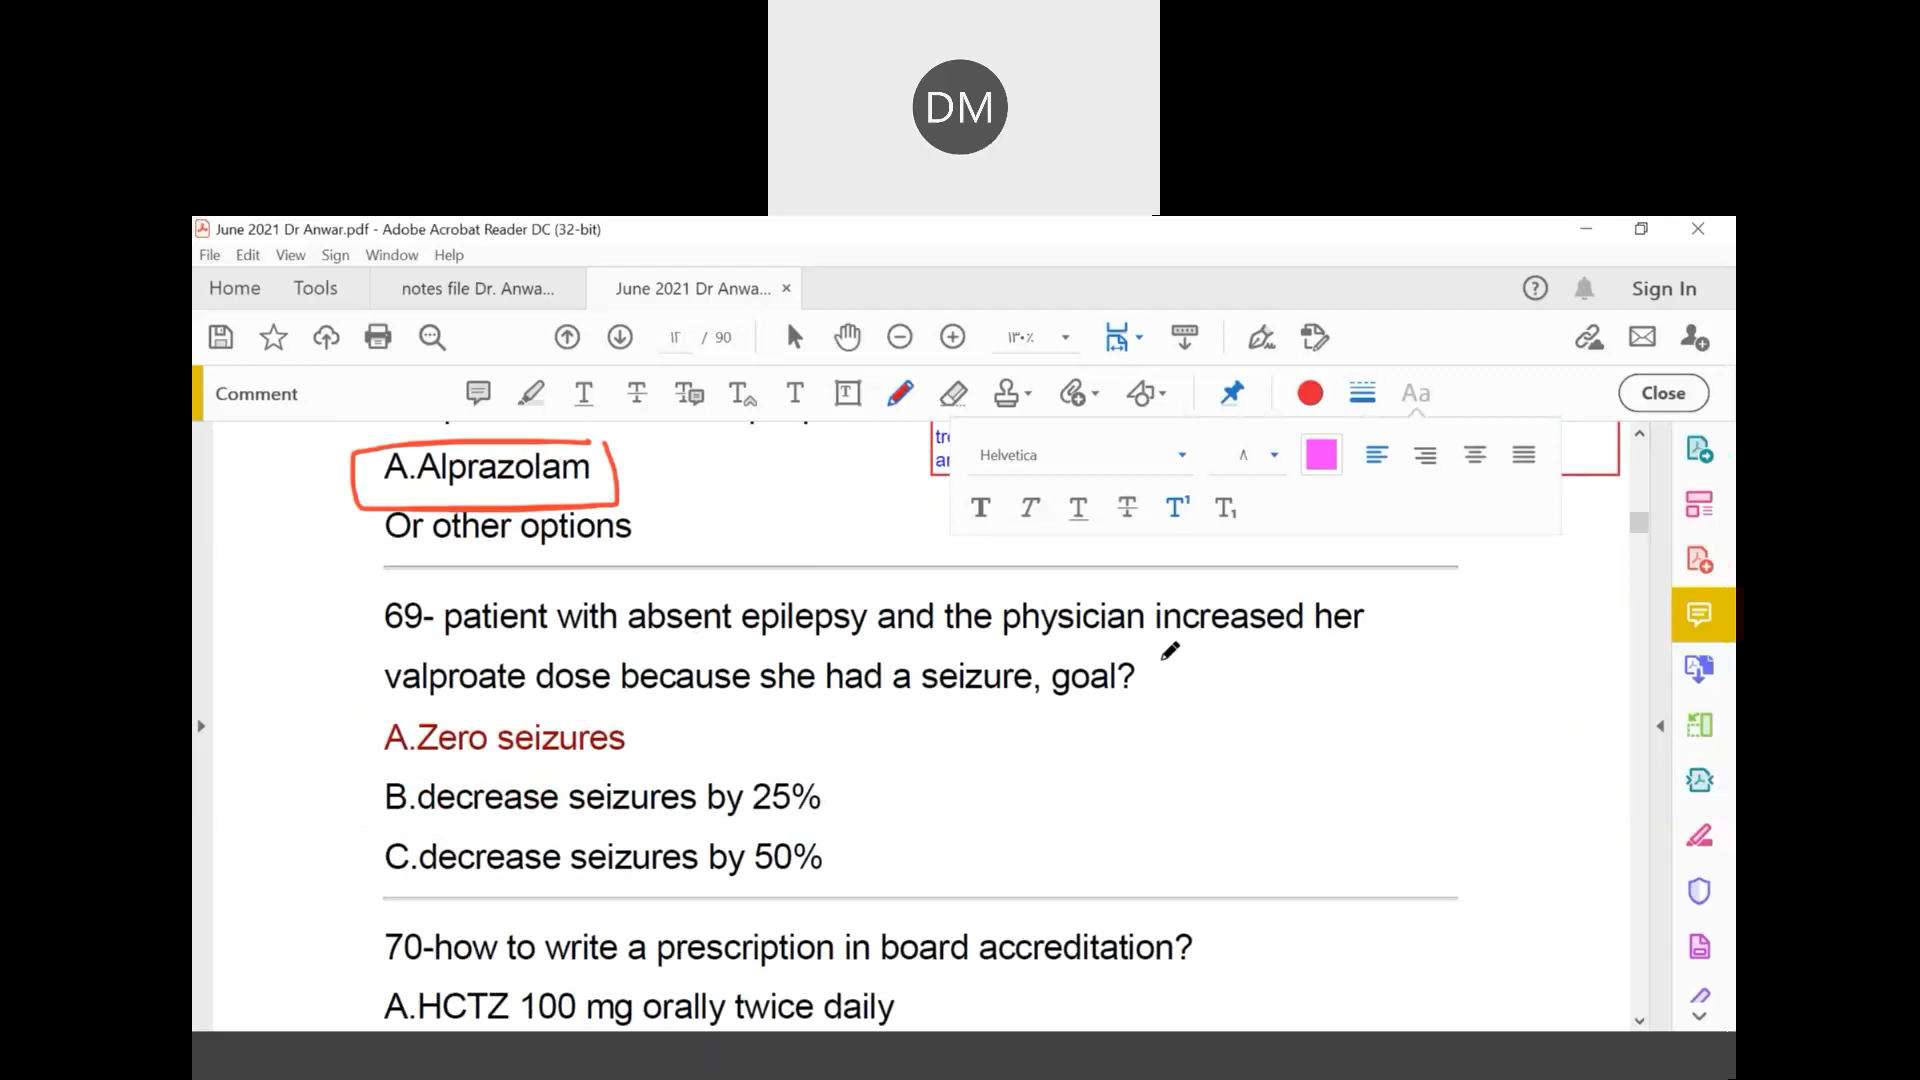 DM
June 2021 Dr Anwar.pdf - Adobe Acrobat Reader DC (32-bit)
File Edit View Sign Window Help
Home Tools notes file Dr. Anwa... June 2021 Dr Anwa... × Sign In
١٢ / 90 ١٣٠٪
Comment Aa Close
A.Alprazolam
Helvetica ٨
Or other options
69- patient with absent epilepsy and the physician increased her
valproate dose because she had a seizure, goal?
A.Zero seizures
B.decrease seizures by 25%
C.decrease seizures by 50%
70-how to write a prescription in board accreditation?
A.HCTZ 100 mg orally twice daily